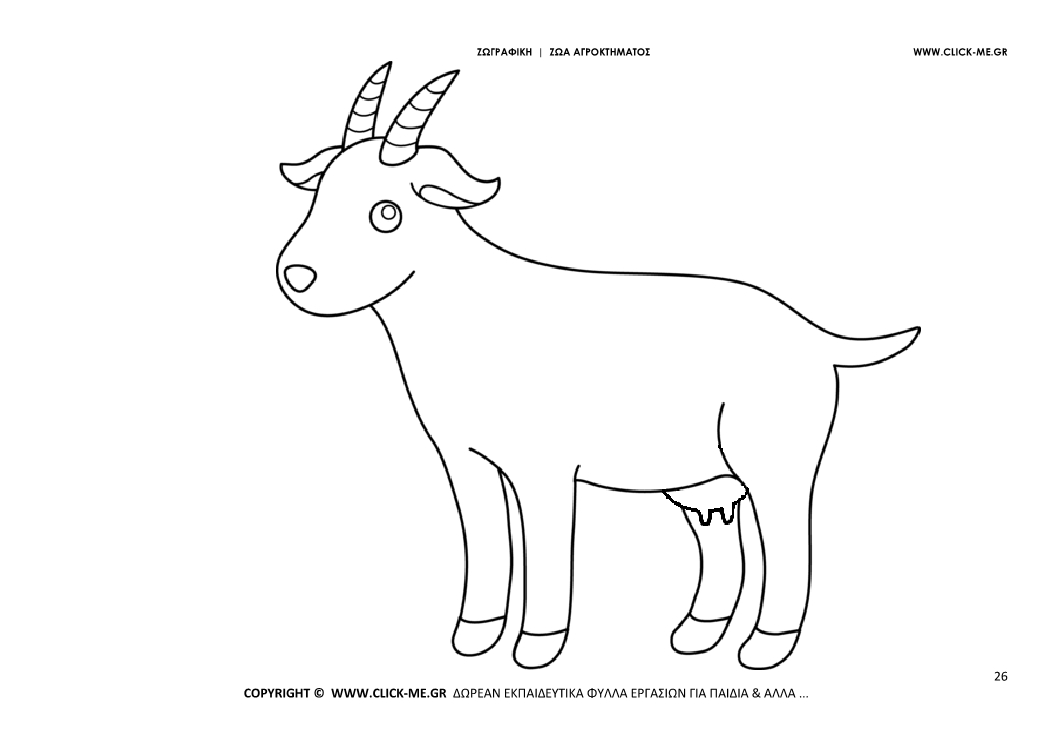 ΖΩΓΡΑΦΙΚΗ | ΖΩΑ ΑΓΡΟΚΤΗΜΑΤΟΣ
WWW.CLICK-ME.GR
26
COPYRIGHT © WWW.CLICK-ME.GR ΔΩΡΕΑΝ ΕΚΠΑΙΔΕΥΤΙΚΑ ΦΥΛΛΑ ΕΡΓΑΣΙΩΝ ΓΙΑ ΠΑΙΔΙΑ & ΑΛΛΑ ...